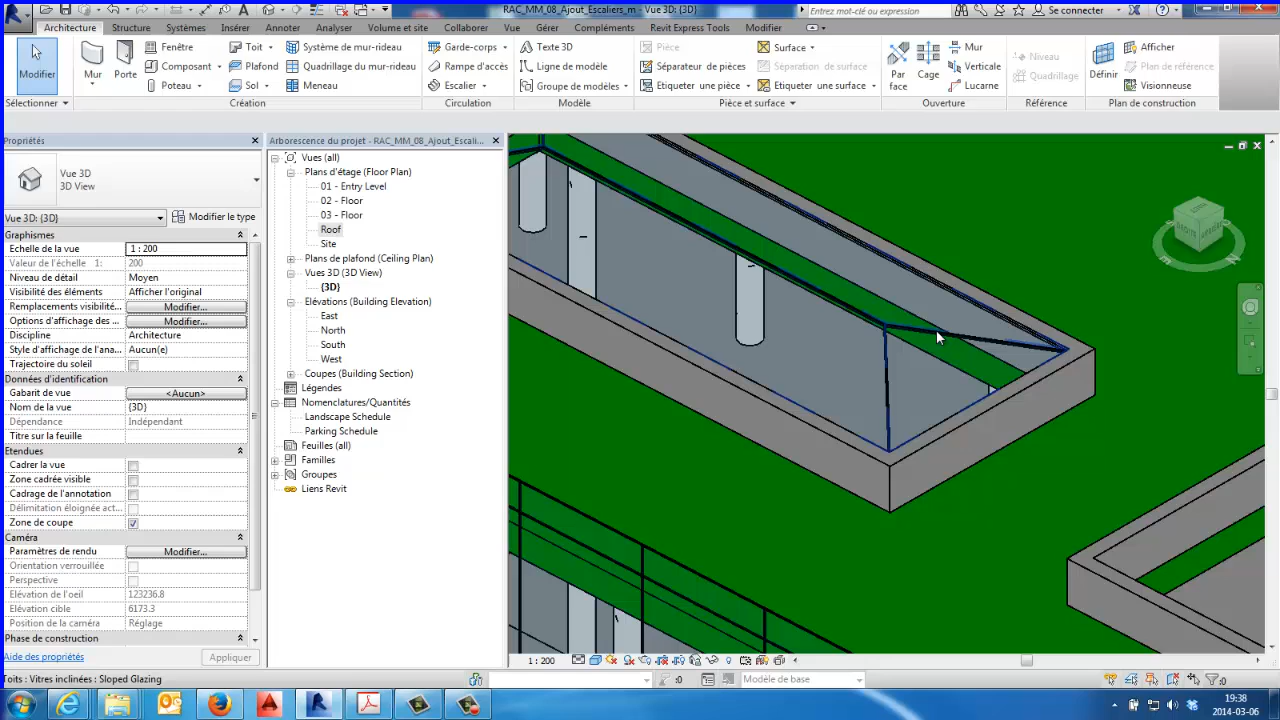 RAC_MM_08_Ajout_Escaliers_m - Vue 3D: {3D}
Entrez mot-clé ou expression
Se connecter
Architecture Structure Systèmes Insérer Annoter Analyser Volume et site Collaborer Vue Gérer Compléments Revit Express Tools Modifier
Modifier
Mur
Porte
Fenêtre
Composant
Poteau
Toit
Plafond
Sol
Système de mur-rideau
Quadrillage du mur-rideau
Meneau
Garde-corps
Rampe d'accès
Escalier
Texte 3D
Ligne de modèle
Groupe de modèles
Pièce
Séparateur de pièces
Etiqueter une pièce
Surface
Séparation de surface
Etiqueter une surface
Par face
Cage
Mur
Verticale
Lucarne
Niveau
Quadrillage
Définir
Afficher
Plan de référence
Visionneuse
Sélectionner Création Circulation Modèle Pièce et surface Ouverture Référence Plan de construction
Propriétés
Vue 3D
3D View
Vue 3D: {3D} Modifier le type
Graphismes
Echelle de la vue 1 : 200
Valeur de l'échelle 1: 200
Niveau de détail Moyen
Visibilité des éléments Afficher l'original
Remplacements visibilité... Modifier...
Options d'affichage des ... Modifier...
Discipline Architecture
Style d'affichage de l'ana... Aucun(e)
Trajectoire du soleil
Données d'identification
Gabarit de vue <Aucun>
Nom de la vue {3D}
Dépendance Indépendant
Titre sur la feuille
Etendues
Cadrer la vue
Zone cadrée visible
Cadrage de l'annotation
Délimitation éloignée act...
Zone de coupe
Caméra
Paramètres de rendu Modifier...
Orientation verrouillée
Perspective
Elévation de l'oeil 123236.8
Elévation cible 6173.3
Position de la caméra Réglage
Phase de construction
Aide des propriétés Appliquer
Arborescence du projet - RAC_MM_08_Ajout_Escali...
Vues (all)
Plans d'étage (Floor Plan)
01 - Entry Level
02 - Floor
03 - Floor
Roof
Site
Plans de plafond (Ceiling Plan)
Vues 3D (3D View)
{3D}
Elévations (Building Elevation)
East
North
South
West
Coupes (Building Section)
Légendes
Nomenclatures/Quantités
Landscape Schedule
Parking Schedule
Feuilles (all)
Familles
Groupes
Liens Revit
1 : 200
Toits : Vitres inclinées : Sloped Glazing
:0
Modèle de base
:0
19:38
2014-03-06